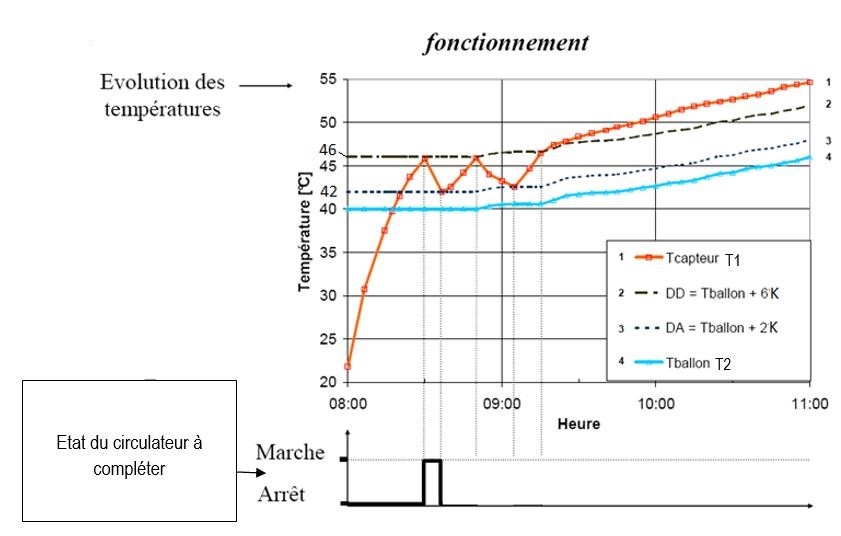 fonctionnement
Evolution des
températures
55
50
46
45
42
40
35
30
25
20
Température [°C]
1
2
3
4
1 Tcapteur T1
2 DD = Tballon + 6°K
3 DA = Tballon + 2°K
4 Tballon T2
08:00 09:00 10:00 11:00
Heure
Etat du circulateur à
compléter
Marche
Arrêt